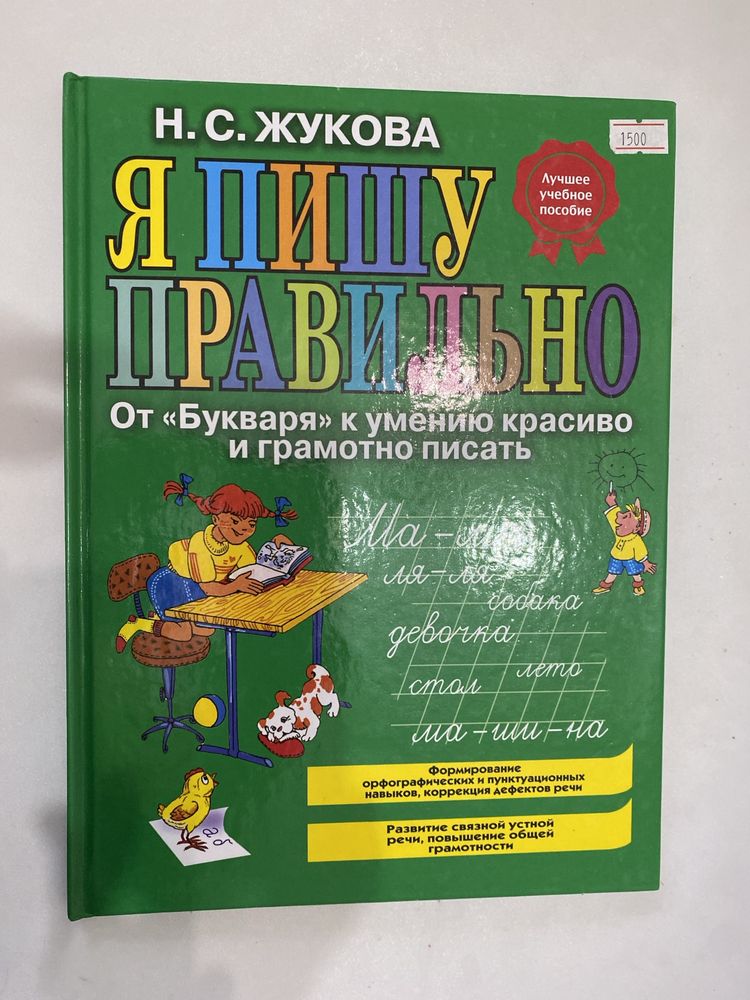 Н. С. ЖУКОВА
1500
Лучшее
учебное
пособие
Я ПИШУ
ПРАВИЛЬНО
От «Букваря» к умению красиво
и грамотно писать
Ма - 
ля - ля
собака
девочка
лето
стол
ма - ши - на
Формирование
орфографических и пунктуационных
навыков, коррекция дефектов речи
Развитие связной устной
речи, повышение общей
грамотности
а
б